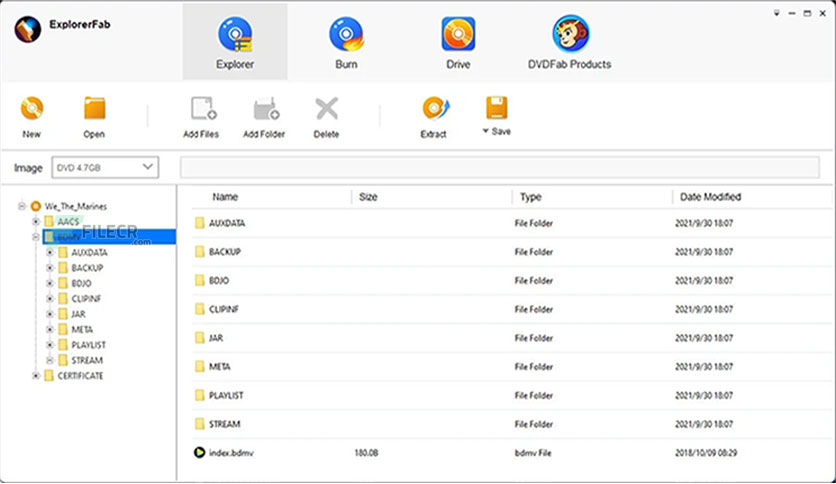 ExplorerFab
Explorer Burn Drive DVDFab Products
New Open Add Files Add Folder Delete Extract Save
Image DVD 4.7GB
Name Size Type Date Modified
We_The_Marines
AACS
FILECR
.com
AUXDATA
BACKUP
BDJO
CLIPINF
JAR
META
PLAYLIST
STREAM
CERTIFICATE
AUXDATA File Folder 2021/9/30 18:07
BACKUP File Folder 2021/9/30 18:07
BDJO File Folder 2021/9/30 18:07
CLIPINF File Folder 2021/9/30 18:07
JAR File Folder 2021/9/30 18:07
META File Folder 2021/9/30 18:07
PLAYLIST File Folder 2021/9/30 18:07
STREAM File Folder 2021/9/30 18:07
index.bdmv 180.0B bdmv File 2018/10/09 08:29